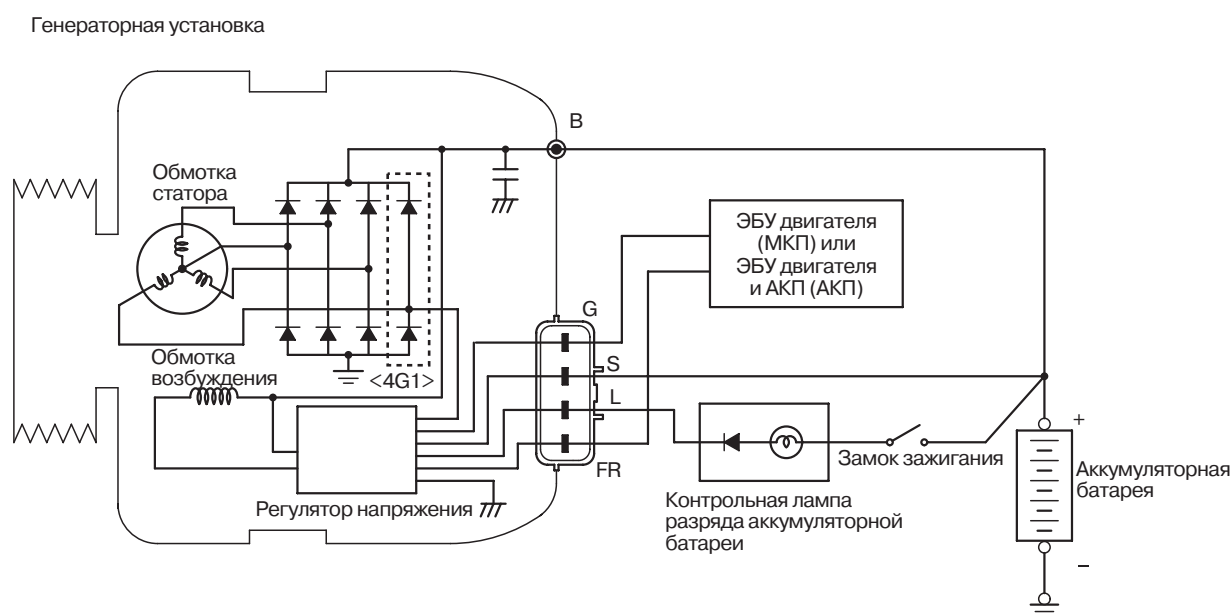 Генераторная установка
B
Обмотка
статора
ЭБУ двигателя
(МКП) или
ЭБУ двигателя
и АКП (АКП)
G
Обмотка
возбуждения
<4G1>
S
L
+
Замок зажигания
Аккумуляторная
батарея
FR
Регулятор напряжения
Контрольная лампа
разряда аккумуляторной
батареи
–